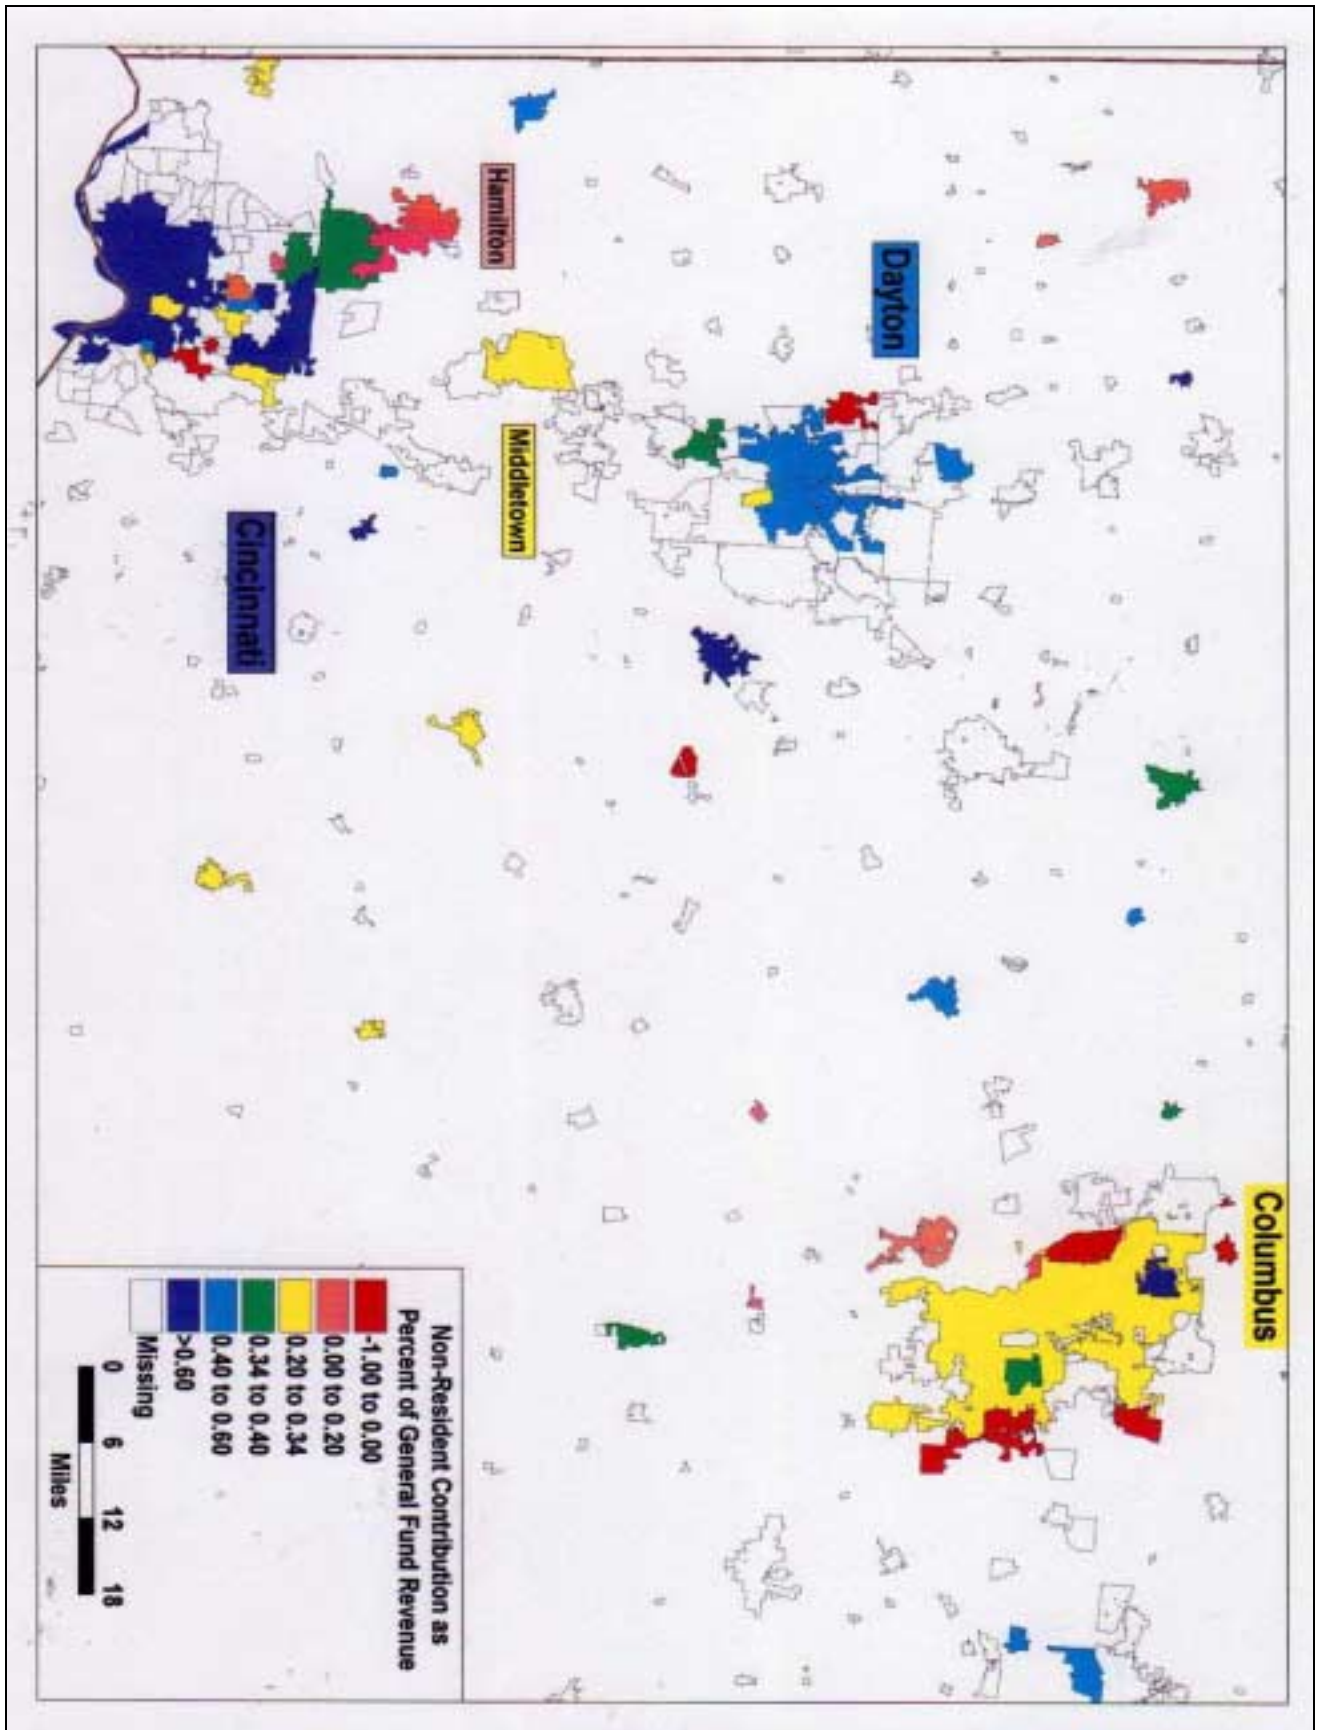 Columbus
Dayton
Hamilton
Middletown
Cincinnati
Non-Resident Contribution as
Percent of General Fund Revenue
-1.00 to 0.00
0.00 to 0.20
0.20 to 0.34
0.34 to 0.40
0.40 to 0.60
>0.60
Missing
0 6 12 18
Miles